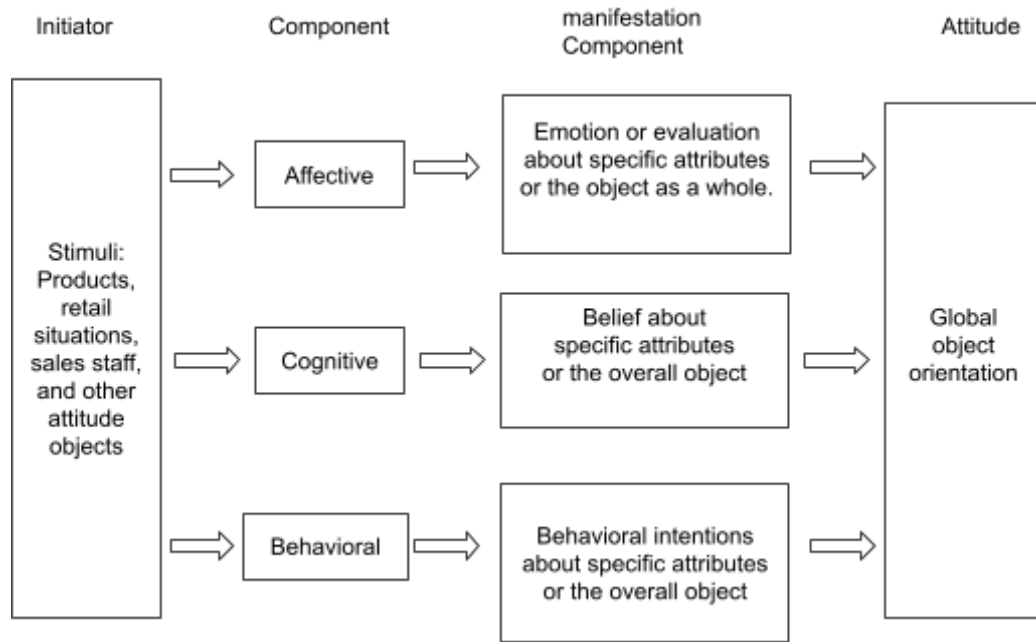 Initiator
Component
manifestation
Component
Attitude
Stimuli:
Products,
retail
situations,
sales staff,
and other
attitude
objects
Affective
Emotion or evaluation
about specific attributes
or the object as a whole.
Cognitive
Belief about
specific attributes
or the overall object
Behavioral
Behavioral intentions
about specific attributes
or the overall object
Global
object
orientation